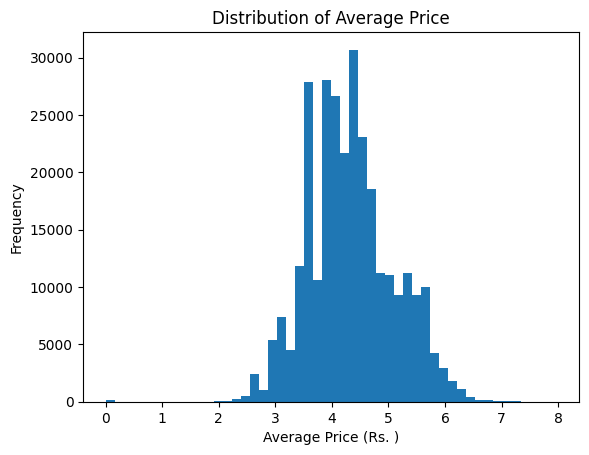 Distribution of Average Price
Frequency
30000
25000
20000
15000
10000
5000
0
0 1 2 3 4 5 6 7 8
Average Price (Rs. )